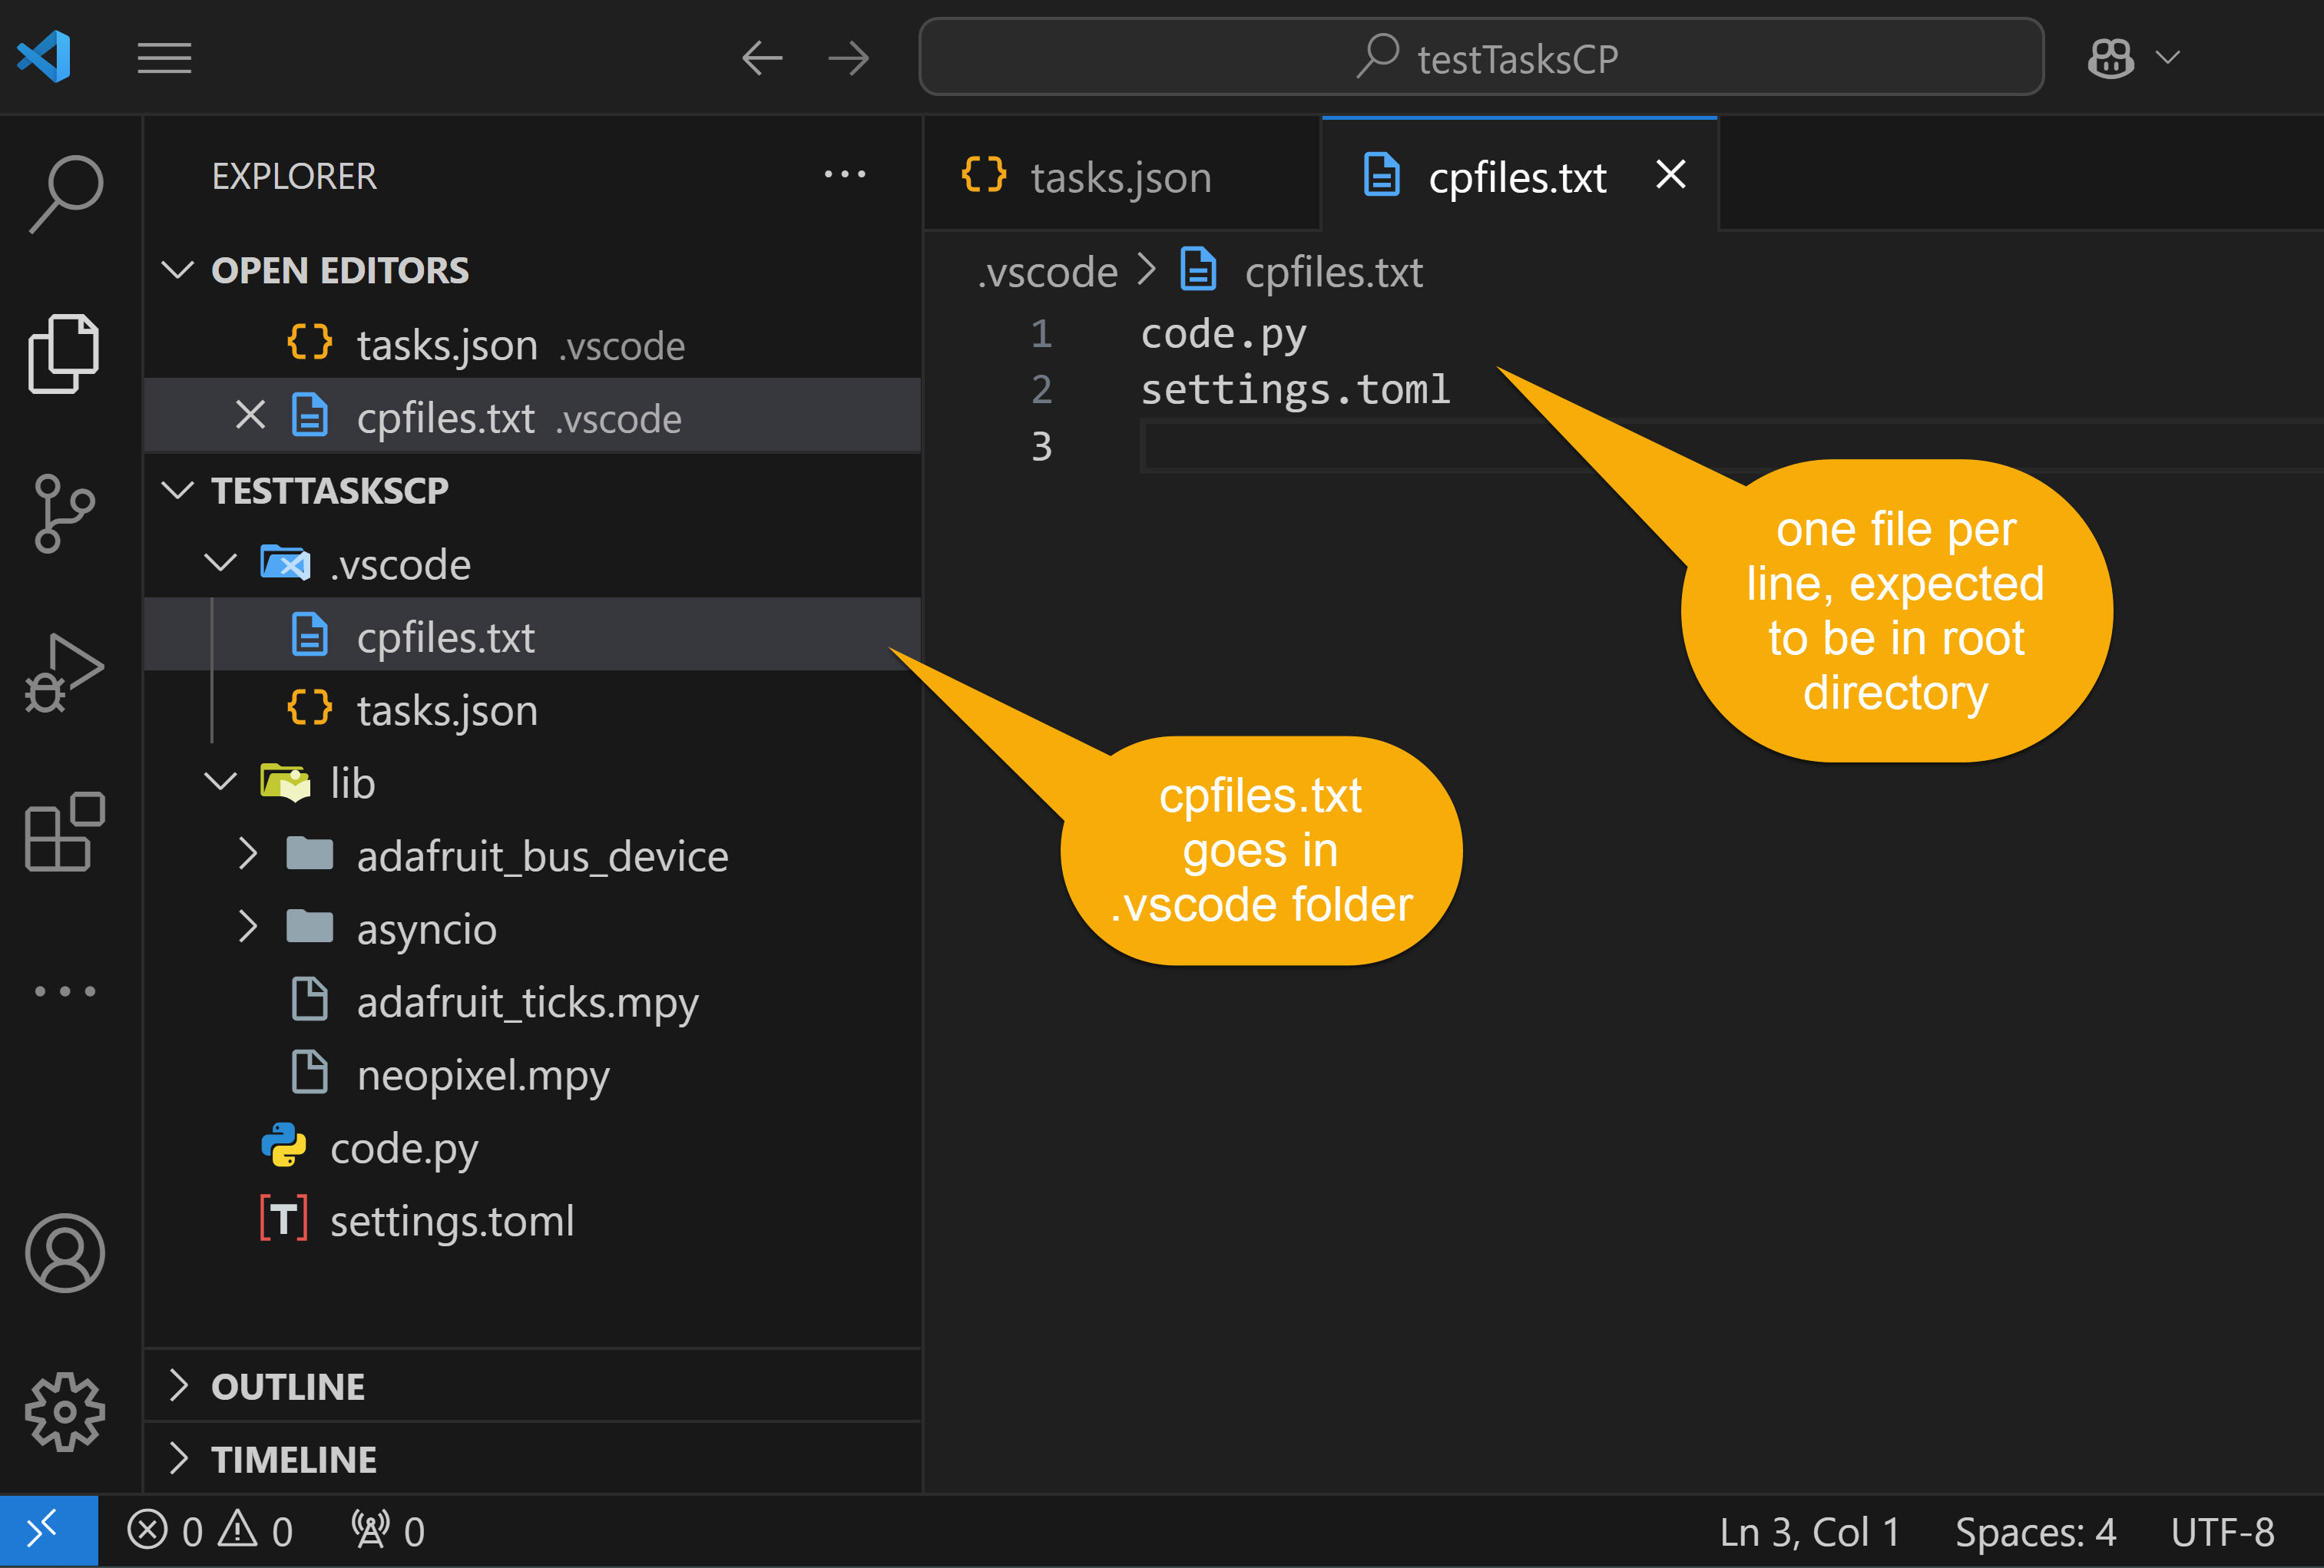 testTasksCP
EXPLORER
OPEN EDITORS
tasks.json .vscode
cpfiles.txt .vscode
TESTTASKSCP
.vscode
cpfiles.txt
tasks.json
lib
adafruit_bus_device
asyncio
adafruit_ticks.mpy
neopixel.mpy
code.py
settings.toml
OUTLINE
TIMELINE
tasks.json
cpfiles.txt
.vscode > cpfiles.txt
1 code.py
2 settings.toml
3
one file per
line, expected
to be in root
directory
cpfiles.txt
goes in
.vscode folder
0 0 0
Ln 3, Col 1 Spaces: 4 UTF-8